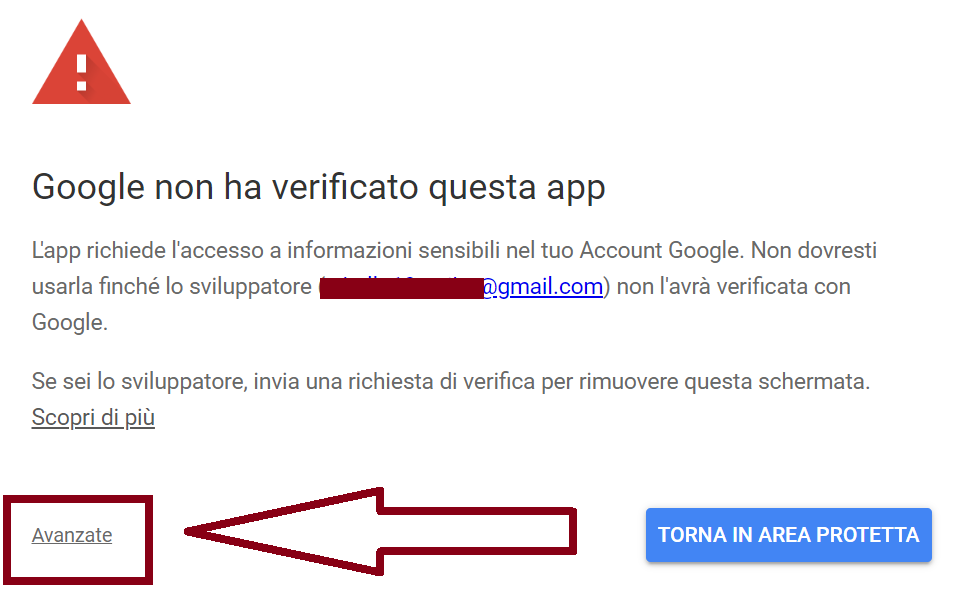 Google non ha verificato questa app
L'app richiede l'accesso a informazioni sensibili nel tuo Account Google. Non dovresti
usarla finché lo sviluppatore (@gmail.com) non l'avrà verificata con
Google.
Se sei lo sviluppatore, invia una richiesta di verifica per rimuovere questa schermata.
Scopri di più
Avanzate
TORNA IN AREA PROTETTA